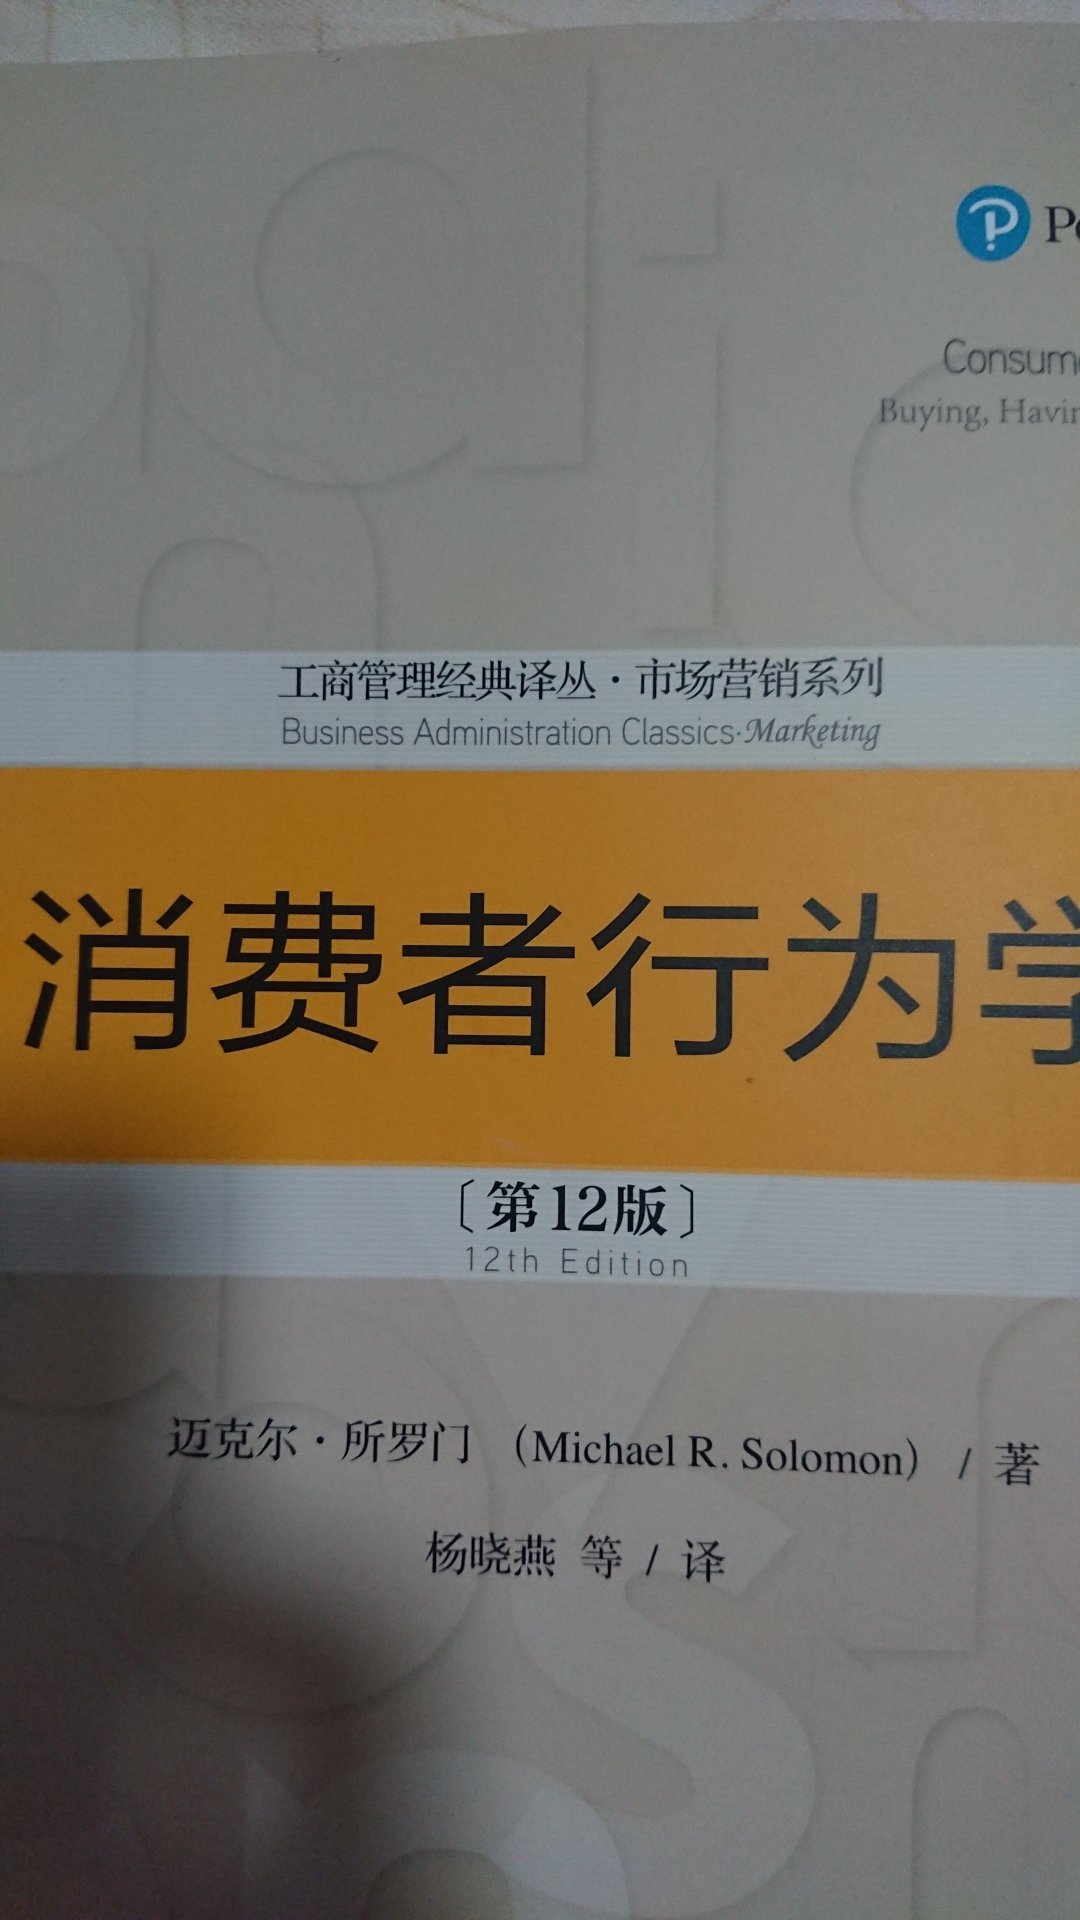 Consum
Buying, Havin
工商管理经典译丛·市场营销系列
Business Administration Classics·Marketing
消费者行为学
〔第12版〕
12th Edition
迈克尔·所罗门 （Michael R. Solomon） / 著
杨晓燕 等 / 译